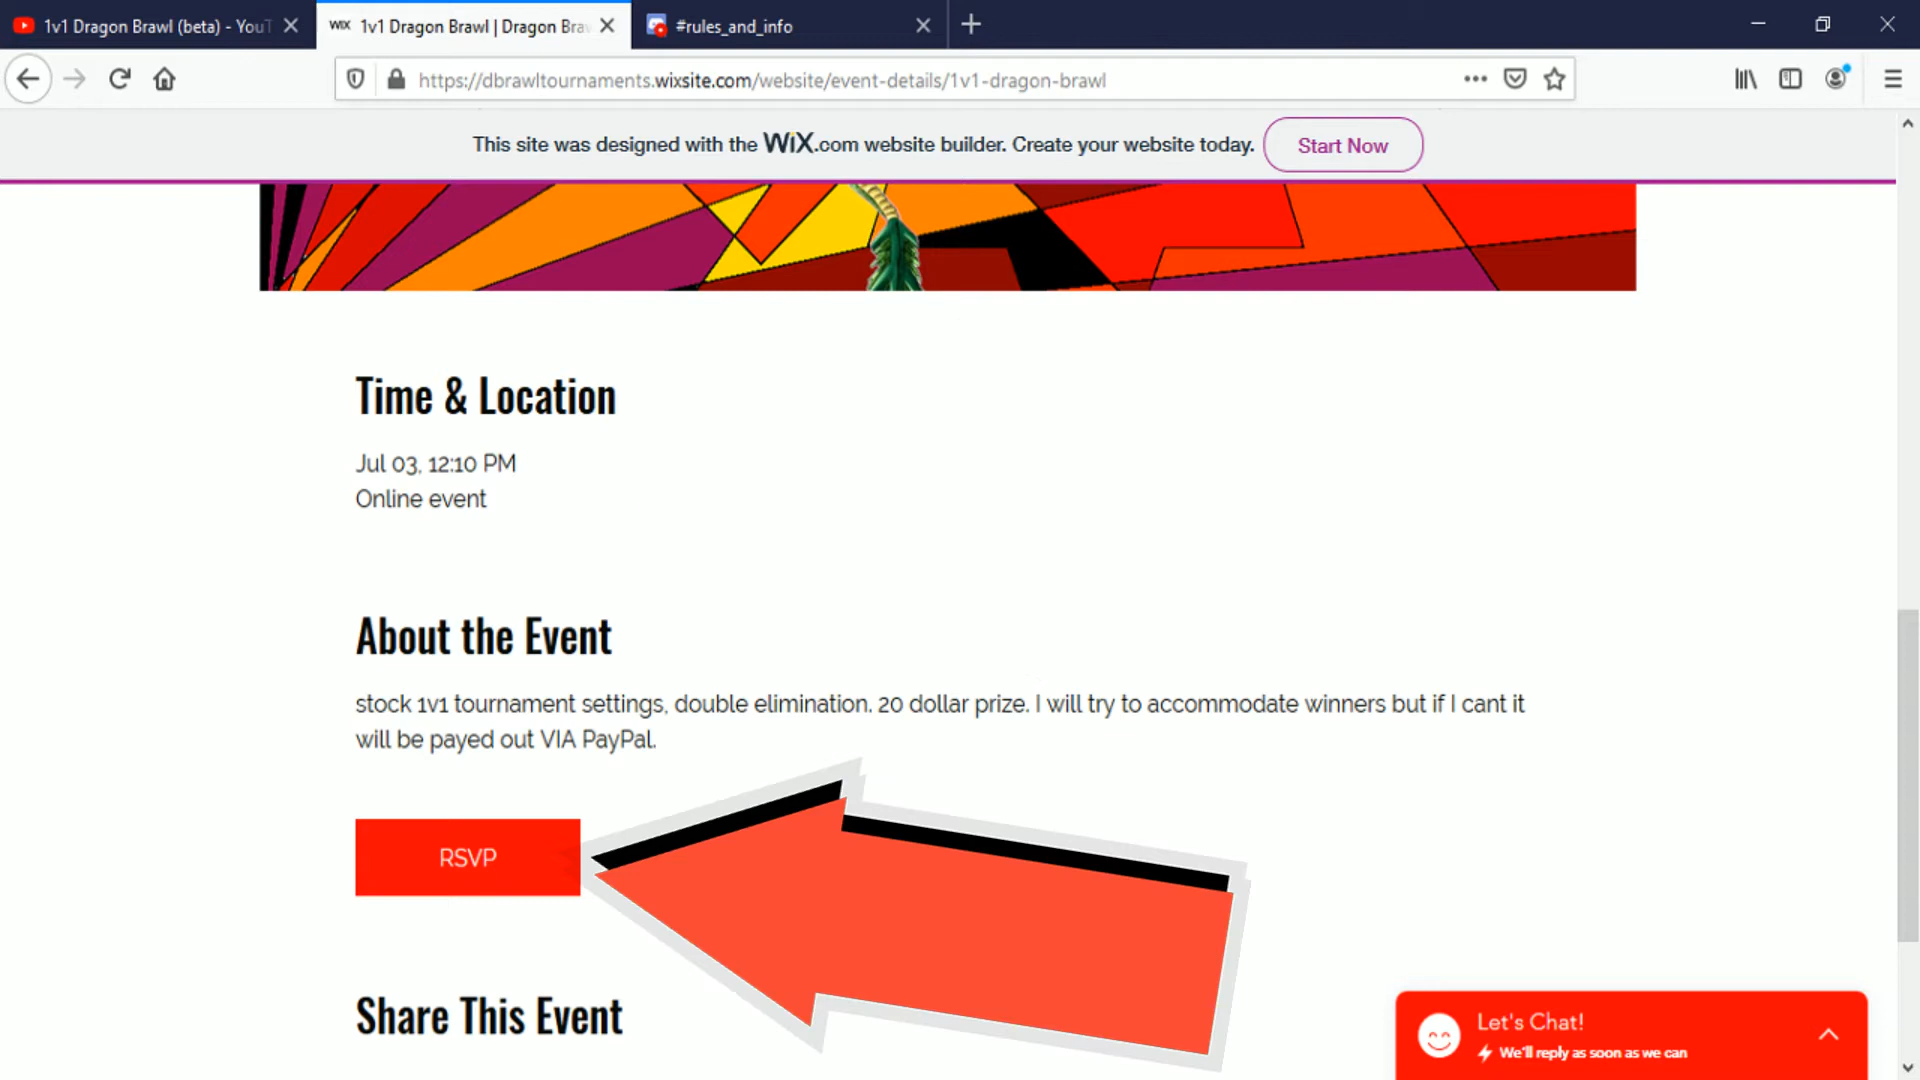 1v1 Dragon Brawl (beta) - YouT
WiX 1v1 Dragon Brawl | Dragon Bra
#rules_and_info
https://dbrawltournaments.wixsite.com/website/event-details/1v1-dragon-brawl
This site was designed with the WiX.com website builder. Create your website today. Start Now
Time & Location
Jul 03, 12:10 PM
Online event
About the Event
stock 1v1 tournament settings, double elimination. 20 dollar prize. I will try to accommodate winners but if I cant it
will be payed out VIA PayPal.
RSVP
Share This Event
Let's Chat!
We'll reply as soon as we can